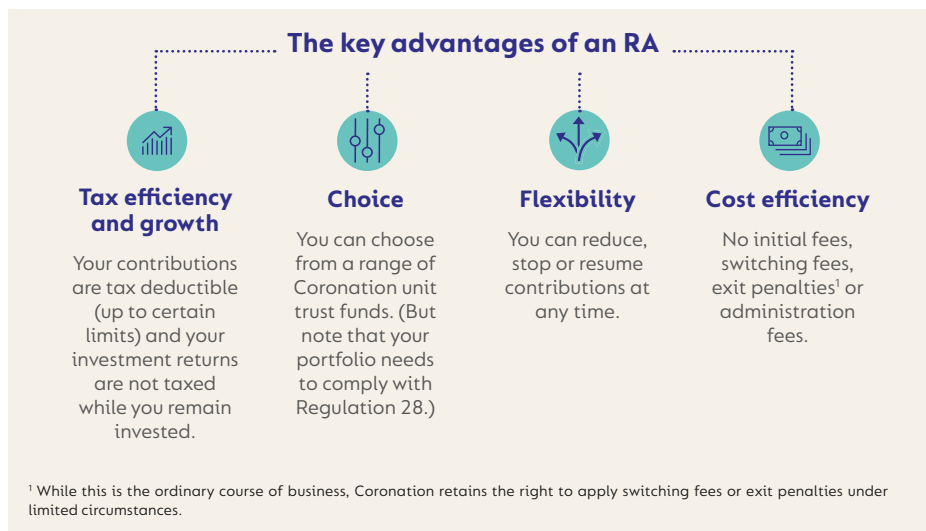 The key advantages of an RA
Tax efficiency
and growth
Your contributions
are tax deductible
(up to certain
limits) and your
investment returns
are not taxed
while you remain
invested.
Choice
You can choose
from a range of
Coronation unit
trust funds. (But
note that your
portfolio needs
to comply with
Regulation 28.)
Flexibility
You can reduce,
stop or resume
contributions at
any time.
Cost efficiency
No initial fees,
switching fees,
exit penalties¹ or
administration
fees.
¹ While this is the ordinary course of business, Coronation retains the right to apply switching fees or exit penalties under
limited circumstances.